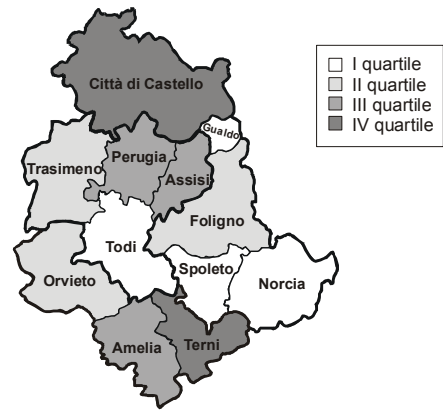 Città di Castello
Gualdo
Perugia
Trasimeno
Assisi
Foligno
Todi
Spoleto
Orvieto
Norcia
Amelia
Terni
I quartile
II quartile
III quartile
IV quartile